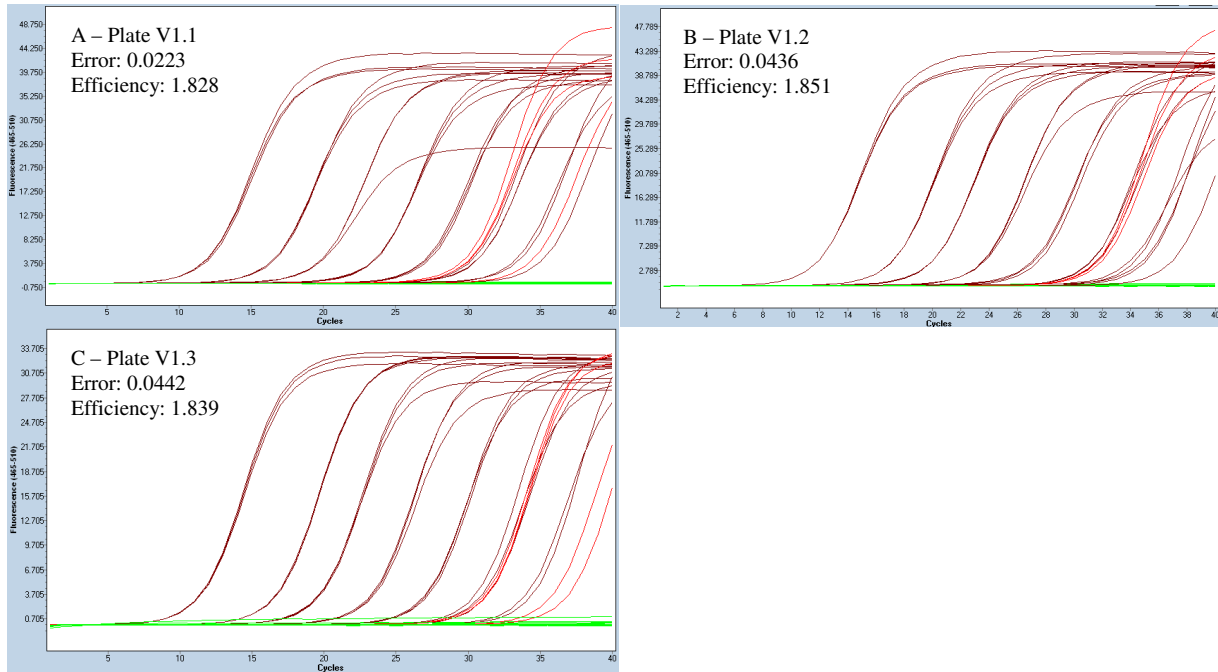 A – Plate V1.1
Error: 0.0223
Efficiency: 1.828
Fluorescence (465-510)
48.750
44.250
39.750
35.250
30.750
26.250
21.750
17.250
12.750
8.250
3.750
-0.750
5 10 15 20 25 30 35 40
Cycles
B – Plate V1.2
Error: 0.0436
Efficiency: 1.851
Fluorescence (465-510)
47.789
43.289
38.789
34.289
29.789
25.289
20.789
16.289
11.789
7.289
2.789
2 4 6 8 10 12 14 16 18 20 22 24 26 28 30 32 34 36 38 40
Cycles
C – Plate V1.3
Error: 0.0442
Efficiency: 1.839
Fluorescence (465-510)
33.705
30.705
27.705
24.705
21.705
18.705
15.705
12.705
9.705
6.705
3.705
0.705
5 10 15 20 25 30 35 40
Cycles